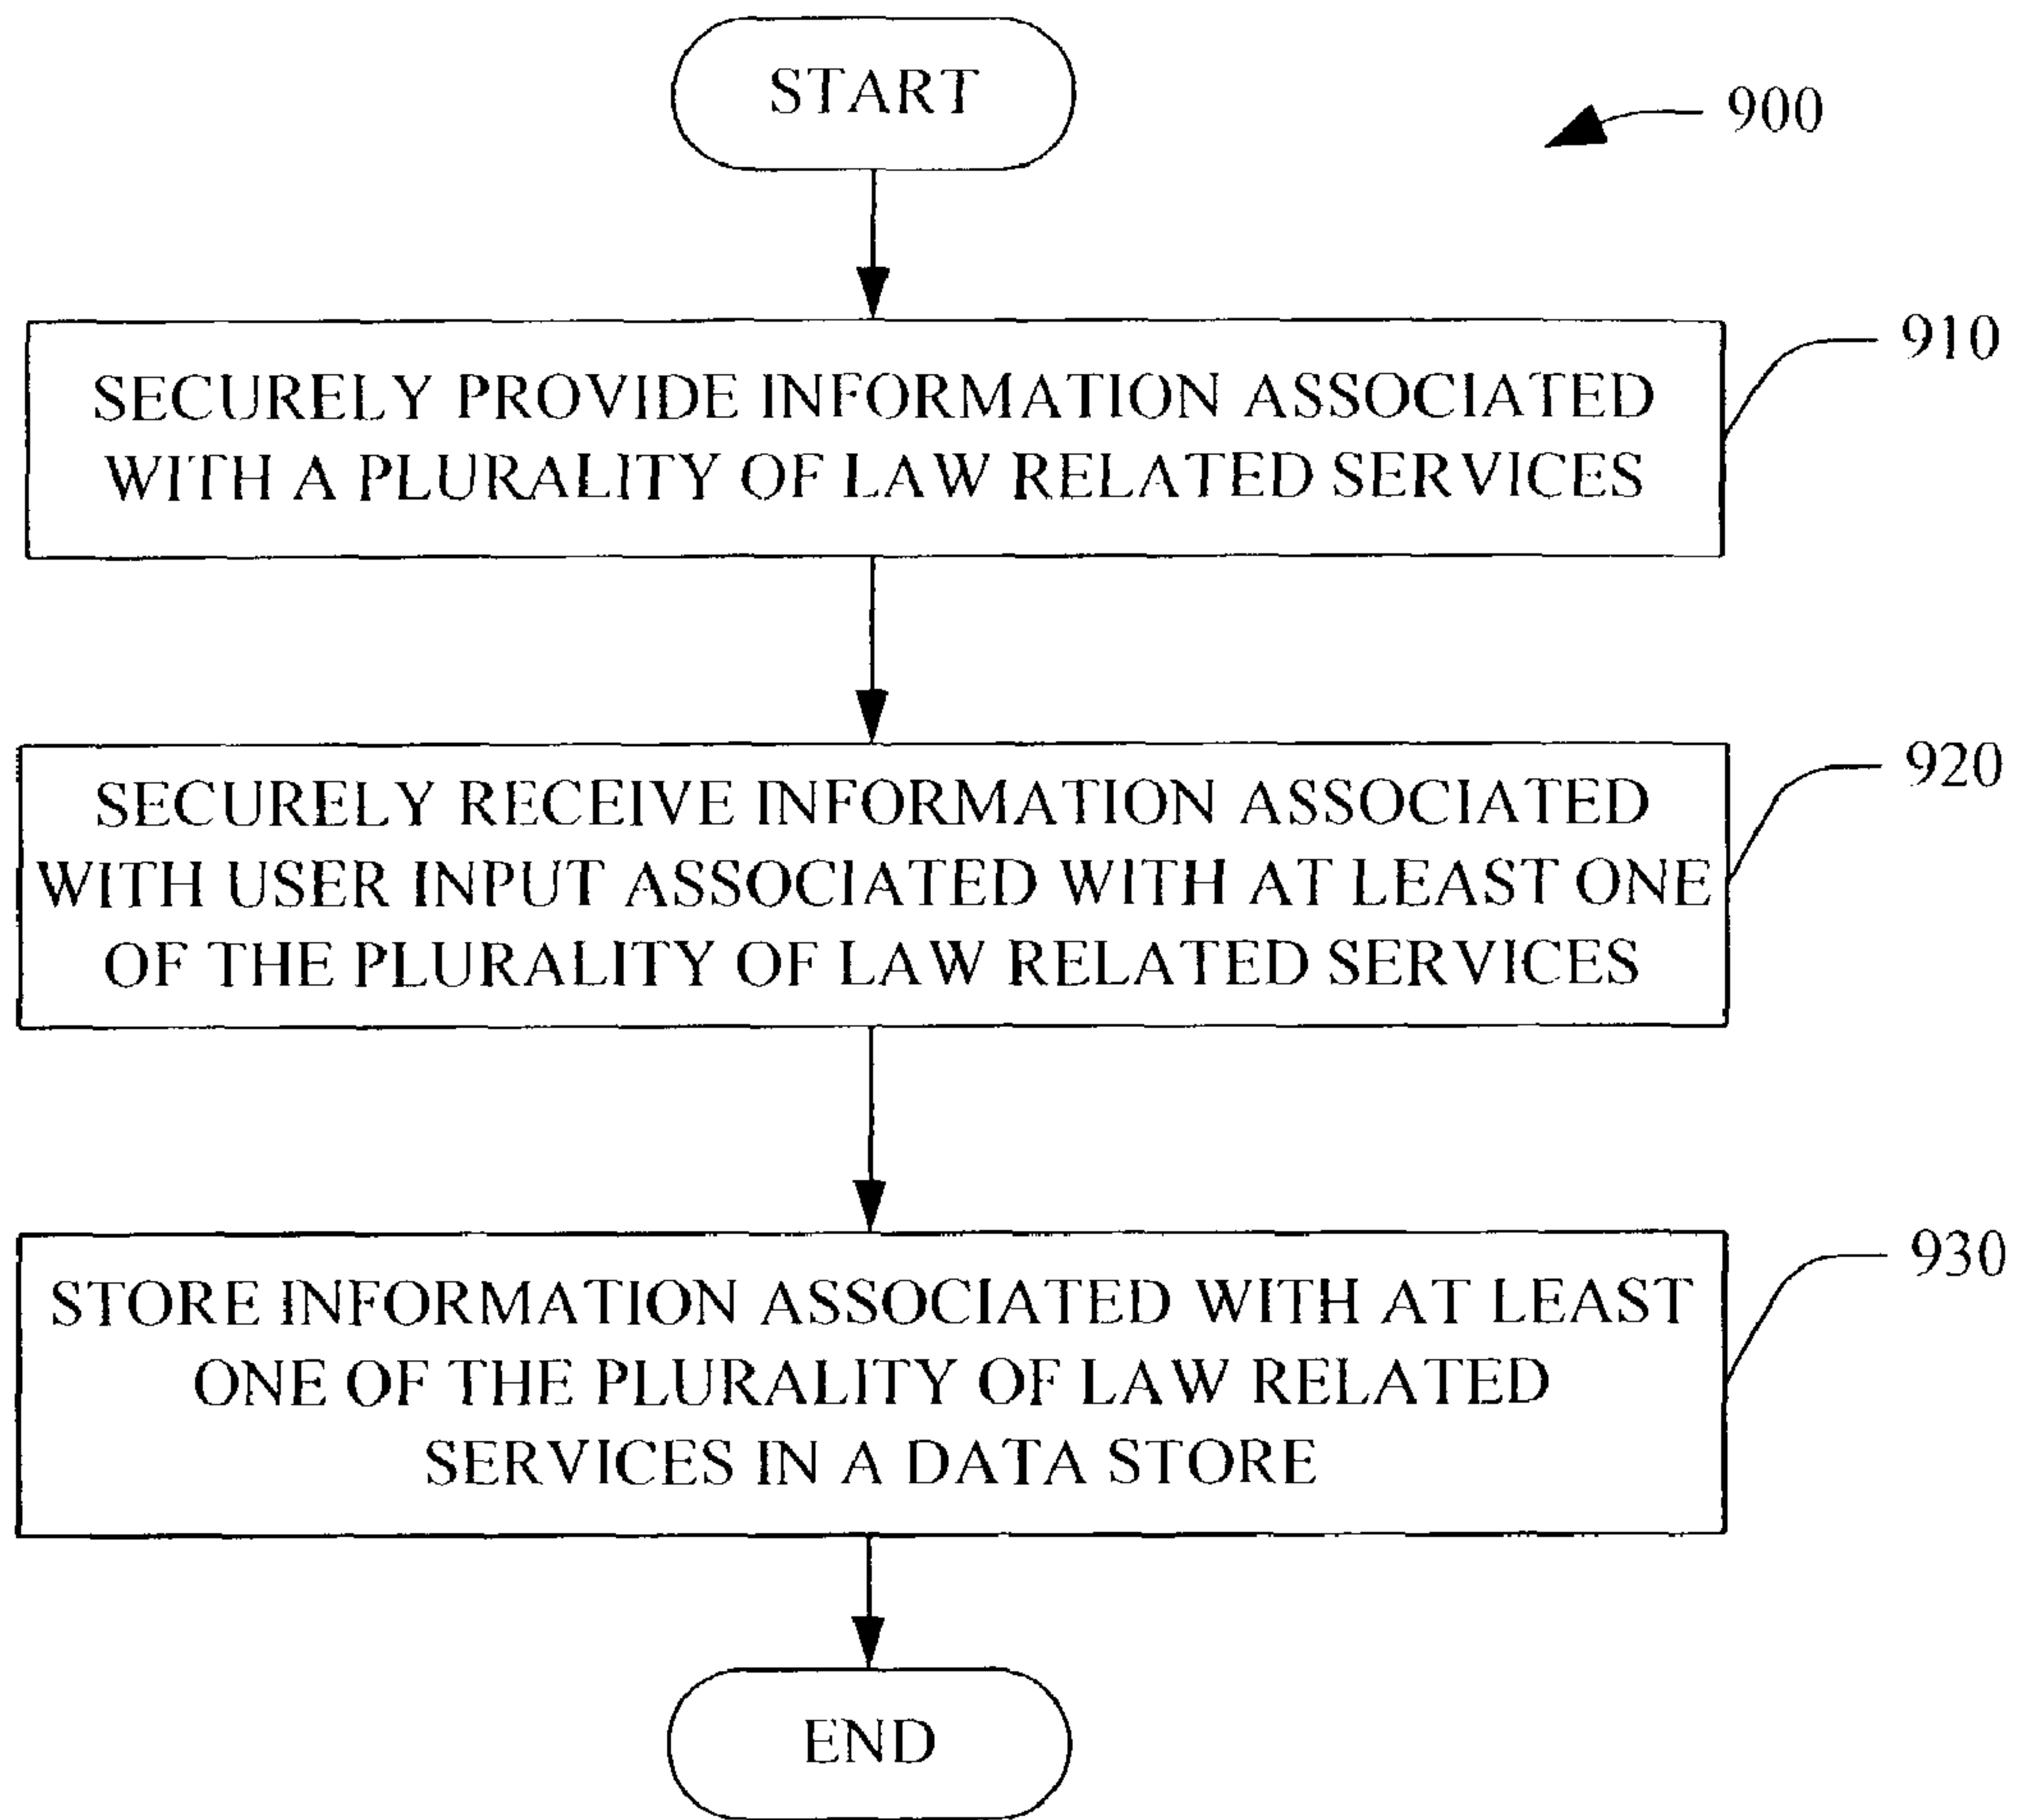 START
900
910
SECURELY PROVIDE INFORMATION ASSOCIATED
WITH A PLURALITY OF LAW RELATED SERVICES
920
SECURELY RECEIVE INFORMATION ASSOCIATED
WITH USER INPUT ASSOCIATED WITH AT LEAST ONE
OF THE PLURALITY OF LAW RELATED SERVICES
930
STORE INFORMATION ASSOCIATED WITH AT LEAST
ONE OF THE PLURALITY OF LAW RELATED
SERVICES IN A DATA STORE
END